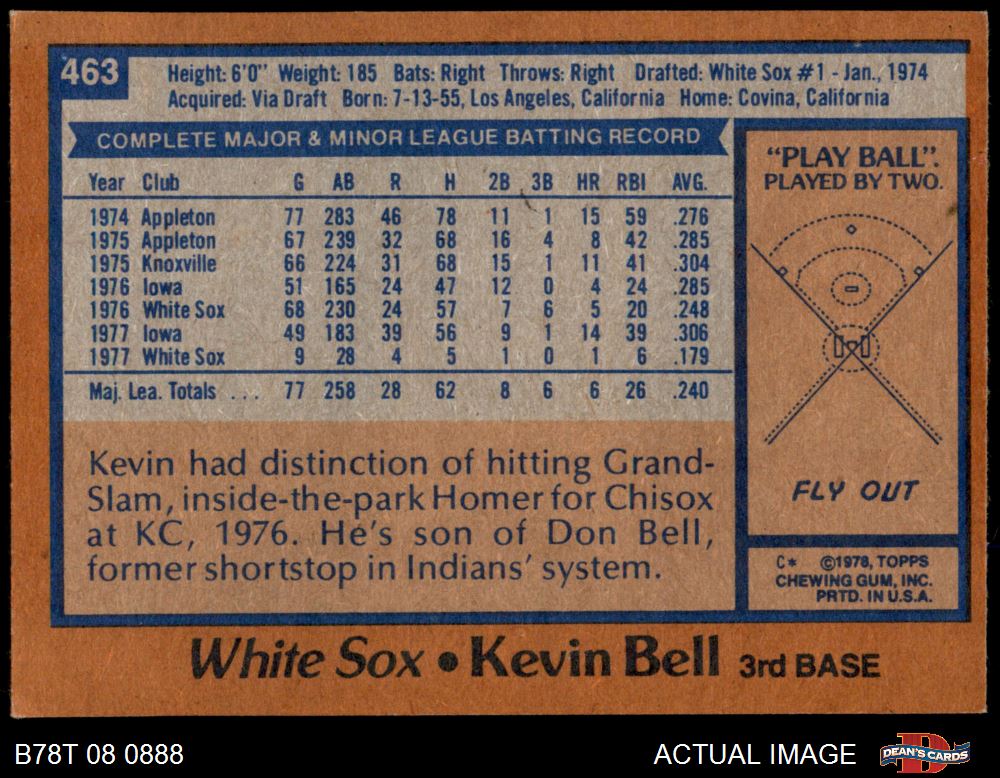 463
Height: 6'0" Weight: 185 Bats: Right Throws: Right Drafted: White Sox #1 - Jan., 1974
Acquired: Via Draft Born: 7-13-55, Los Angeles, California Home: Covina, California
COMPLETE MAJOR & MINOR LEAGUE BATTING RECORD
Year Club G AB R H 2B 3B HR RBI AVG.
1974 Appleton 77 283 46 78 11 1 15 59 .276
1975 Appleton 67 239 32 68 16 4 8 42 .285
1975 Knoxville 66 224 31 68 15 1 11 41 .304
1976 Iowa 51 165 24 47 12 0 4 24 .285
1976 White Sox 68 230 24 57 7 6 5 20 .248
1977 Iowa 49 183 39 56 9 1 14 39 .306
1977 White Sox 9 28 4 5 1 0 1 6 .179
Maj. Lea. Totals . . . 77 258 28 62 8 6 6 26 .240
Kevin had distinction of hitting Grand-
Slam, inside-the-park Homer for Chisox
at KC, 1976. He's son of Don Bell,
former shortstop in Indians' system.
"PLAY BALL".
PLAYED BY TWO.
FLY OUT
C* ©1978, TOPPS
CHEWING GUM, INC.
PRTD. IN U.S.A.
White Sox • Kevin Bell 3rd BASE
B78T 08 0888
ACTUAL IMAGE
D
DEAN'S CARDS